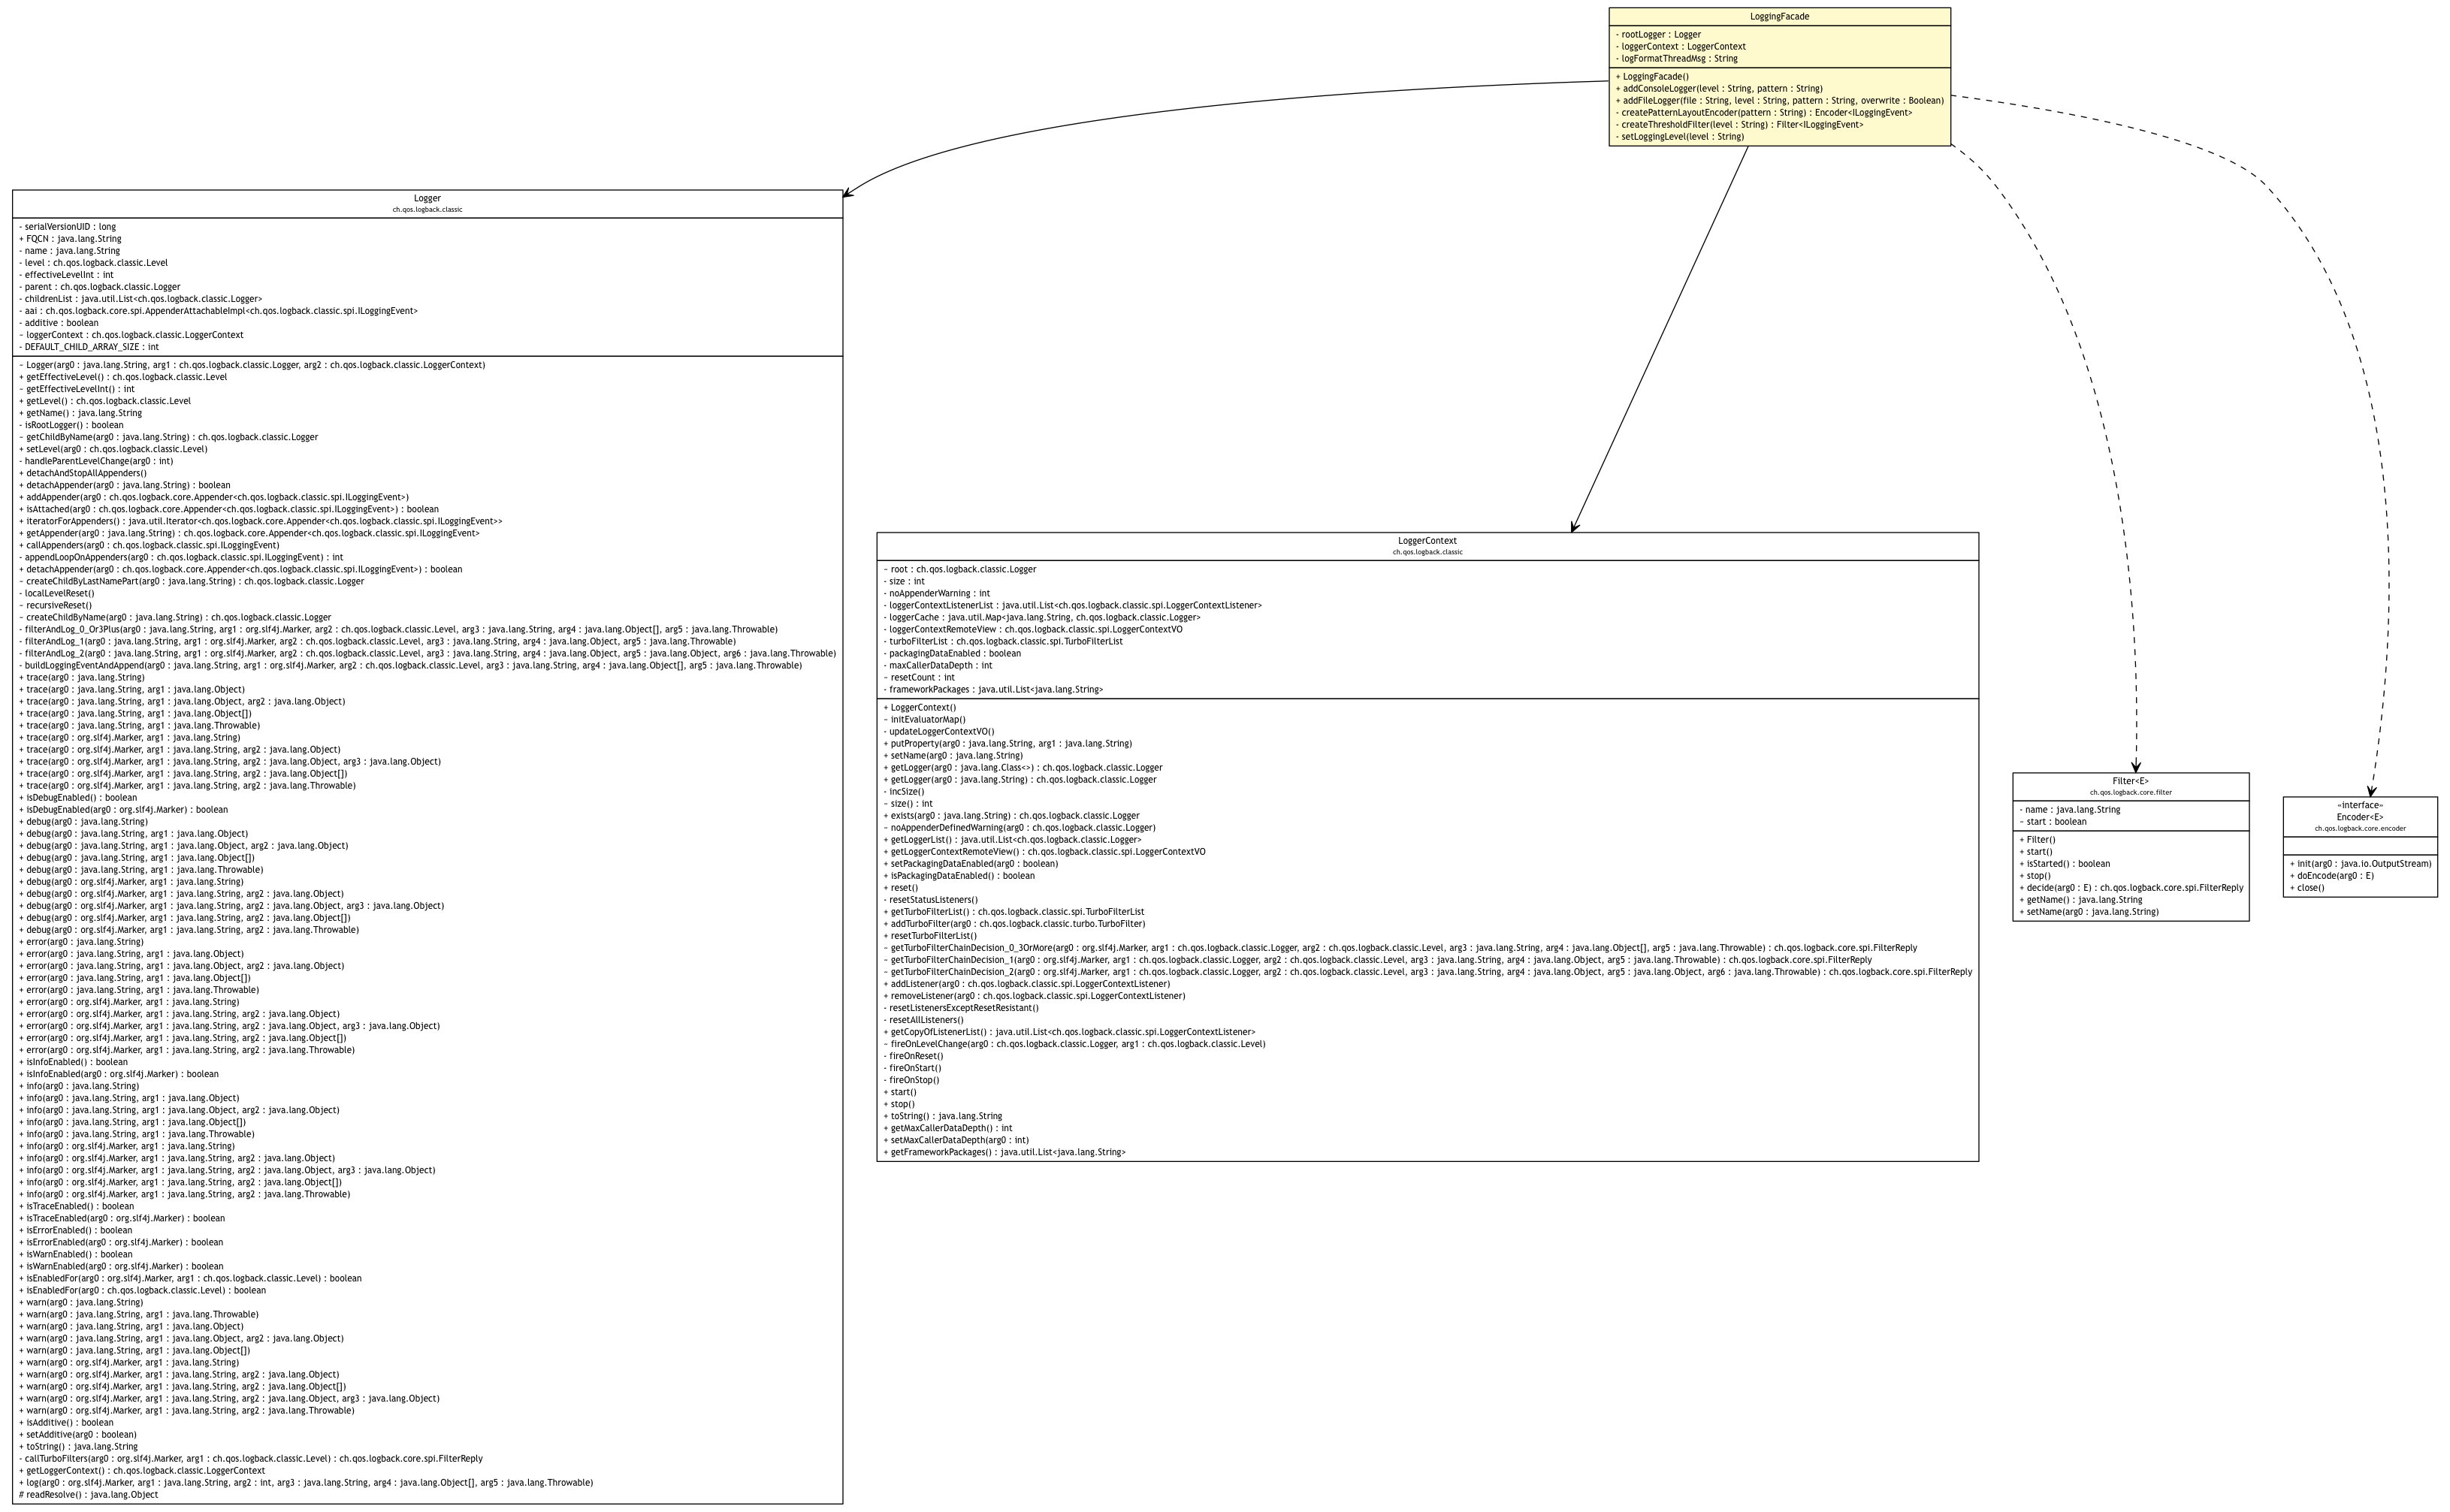 LoggingFacade
- rootLogger : Logger
- loggerContext : LoggerContext
- logFormatThreadMsg : String
+ LoggingFacade()
+ addConsoleLogger(level : String, pattern : String)
+ addFileLogger(file : String, level : String, pattern : String, overwrite : Boolean)
- createPatternLayoutEncoder(pattern : String) : Encoder<ILoggingEvent>
- createThresholdFilter(level : String) : Filter<ILoggingEvent>
- setLoggingLevel(level : String)
Logger
ch.qos.logback.classic
- serialVersionUID : long
+ FQCN : java.lang.String
- name : java.lang.String
- level : ch.qos.logback.classic.Level
- effectiveLevelInt : int
- parent : ch.qos.logback.classic.Logger
- childrenList : java.util.List<ch.qos.logback.classic.Logger>
- aai : ch.qos.logback.core.spi.AppenderAttachableImpl<ch.qos.logback.classic.spi.ILoggingEvent>
- additive : boolean
~ loggerContext : ch.qos.logback.classic.LoggerContext
- DEFAULT_CHILD_ARRAY_SIZE : int
~ Logger(arg0 : java.lang.String, arg1 : ch.qos.logback.classic.Logger, arg2 : ch.qos.logback.classic.LoggerContext)
+ getEffectiveLevel() : ch.qos.logback.classic.Level
~ getEffectiveLevelInt() : int
+ getLevel() : ch.qos.logback.classic.Level
+ getName() : java.lang.String
- isRootLogger() : boolean
~ getChildByName(arg0 : java.lang.String) : ch.qos.logback.classic.Logger
+ setLevel(arg0 : ch.qos.logback.classic.Level)
- handleParentLevelChange(arg0 : int)
+ detachAndStopAllAppenders()
+ detachAppender(arg0 : java.lang.String) : boolean
+ addAppender(arg0 : ch.qos.logback.core.Appender<ch.qos.logback.classic.spi.ILoggingEvent>)
+ isAttached(arg0 : ch.qos.logback.core.Appender<ch.qos.logback.classic.spi.ILoggingEvent>) : boolean
+ iteratorForAppenders() : java.util.Iterator<ch.qos.logback.core.Appender<ch.qos.logback.classic.spi.ILoggingEvent>>
+ getAppender(arg0 : java.lang.String) : ch.qos.logback.core.Appender<ch.qos.logback.classic.spi.ILoggingEvent>
+ callAppenders(arg0 : ch.qos.logback.classic.spi.ILoggingEvent)
- appendLoopOnAppenders(arg0 : ch.qos.logback.classic.spi.ILoggingEvent) : int
+ detachAppender(arg0 : ch.qos.logback.core.Appender<ch.qos.logback.classic.spi.ILoggingEvent>) : boolean
~ createChildByLastNamePart(arg0 : java.lang.String) : ch.qos.logback.classic.Logger
- localLevelReset()
~ recursiveReset()
~ createChildByName(arg0 : java.lang.String) : ch.qos.logback.classic.Logger
- filterAndLog_0_Or3Plus(arg0 : java.lang.String, arg1 : org.slf4j.Marker, arg2 : ch.qos.logback.classic.Level, arg3 : java.lang.String, arg4 : java.lang.Object[], arg5 : java.lang.Throwable)
- filterAndLog_1(arg0 : java.lang.String, arg1 : org.slf4j.Marker, arg2 : ch.qos.logback.classic.Level, arg3 : java.lang.String, arg4 : java.lang.Object, arg5 : java.lang.Throwable)
- filterAndLog_2(arg0 : java.lang.String, arg1 : org.slf4j.Marker, arg2 : ch.qos.logback.classic.Level, arg3 : java.lang.String, arg4 : java.lang.Object, arg5 : java.lang.Object, arg6 : java.lang.Throwable)
- buildLoggingEventAndAppend(arg0 : java.lang.String, arg1 : org.slf4j.Marker, arg2 : ch.qos.logback.classic.Level, arg3 : java.lang.String, arg4 : java.lang.Object[], arg5 : java.lang.Throwable)
+ trace(arg0 : java.lang.String)
+ trace(arg0 : java.lang.String, arg1 : java.lang.Object)
+ trace(arg0 : java.lang.String, arg1 : java.lang.Object, arg2 : java.lang.Object)
+ trace(arg0 : java.lang.String, arg1 : java.lang.Object[])
+ trace(arg0 : java.lang.String, arg1 : java.lang.Throwable)
+ trace(arg0 : org.slf4j.Marker, arg1 : java.lang.String)
+ trace(arg0 : org.slf4j.Marker, arg1 : java.lang.String, arg2 : java.lang.Object)
+ trace(arg0 : org.slf4j.Marker, arg1 : java.lang.String, arg2 : java.lang.Object, arg3 : java.lang.Object)
+ trace(arg0 : org.slf4j.Marker, arg1 : java.lang.String, arg2 : java.lang.Object[])
+ trace(arg0 : org.slf4j.Marker, arg1 : java.lang.String, arg2 : java.lang.Throwable)
+ isDebugEnabled() : boolean
+ isDebugEnabled(arg0 : org.slf4j.Marker) : boolean
+ debug(arg0 : java.lang.String)
+ debug(arg0 : java.lang.String, arg1 : java.lang.Object)
+ debug(arg0 : java.lang.String, arg1 : java.lang.Object, arg2 : java.lang.Object)
+ debug(arg0 : java.lang.String, arg1 : java.lang.Object[])
+ debug(arg0 : java.lang.String, arg1 : java.lang.Throwable)
+ debug(arg0 : org.slf4j.Marker, arg1 : java.lang.String)
+ debug(arg0 : org.slf4j.Marker, arg1 : java.lang.String, arg2 : java.lang.Object)
+ debug(arg0 : org.slf4j.Marker, arg1 : java.lang.String, arg2 : java.lang.Object, arg3 : java.lang.Object)
+ debug(arg0 : org.slf4j.Marker, arg1 : java.lang.String, arg2 : java.lang.Object[])
+ debug(arg0 : org.slf4j.Marker, arg1 : java.lang.String, arg2 : java.lang.Throwable)
+ error(arg0 : java.lang.String)
+ error(arg0 : java.lang.String, arg1 : java.lang.Object)
+ error(arg0 : java.lang.String, arg1 : java.lang.Object, arg2 : java.lang.Object)
+ error(arg0 : java.lang.String, arg1 : java.lang.Object[])
+ error(arg0 : java.lang.String, arg1 : java.lang.Throwable)
+ error(arg0 : org.slf4j.Marker, arg1 : java.lang.String)
+ error(arg0 : org.slf4j.Marker, arg1 : java.lang.String, arg2 : java.lang.Object)
+ error(arg0 : org.slf4j.Marker, arg1 : java.lang.String, arg2 : java.lang.Object, arg3 : java.lang.Object)
+ error(arg0 : org.slf4j.Marker, arg1 : java.lang.String, arg2 : java.lang.Object[])
+ error(arg0 : org.slf4j.Marker, arg1 : java.lang.String, arg2 : java.lang.Throwable)
+ isInfoEnabled() : boolean
+ isInfoEnabled(arg0 : org.slf4j.Marker) : boolean
+ info(arg0 : java.lang.String)
+ info(arg0 : java.lang.String, arg1 : java.lang.Object)
+ info(arg0 : java.lang.String, arg1 : java.lang.Object, arg2 : java.lang.Object)
+ info(arg0 : java.lang.String, arg1 : java.lang.Object[])
+ info(arg0 : java.lang.String, arg1 : java.lang.Throwable)
+ info(arg0 : org.slf4j.Marker, arg1 : java.lang.String)
+ info(arg0 : org.slf4j.Marker, arg1 : java.lang.String, arg2 : java.lang.Object)
+ info(arg0 : org.slf4j.Marker, arg1 : java.lang.String, arg2 : java.lang.Object, arg3 : java.lang.Object)
+ info(arg0 : org.slf4j.Marker, arg1 : java.lang.String, arg2 : java.lang.Object[])
+ info(arg0 : org.slf4j.Marker, arg1 : java.lang.String, arg2 : java.lang.Throwable)
+ isTraceEnabled() : boolean
+ isTraceEnabled(arg0 : org.slf4j.Marker) : boolean
+ isErrorEnabled() : boolean
+ isErrorEnabled(arg0 : org.slf4j.Marker) : boolean
+ isWarnEnabled() : boolean
+ isWarnEnabled(arg0 : org.slf4j.Marker) : boolean
+ isEnabledFor(arg0 : org.slf4j.Marker, arg1 : ch.qos.logback.classic.Level) : boolean
+ isEnabledFor(arg0 : ch.qos.logback.classic.Level) : boolean
+ warn(arg0 : java.lang.String)
+ warn(arg0 : java.lang.String, arg1 : java.lang.Throwable)
+ warn(arg0 : java.lang.String, arg1 : java.lang.Object)
+ warn(arg0 : java.lang.String, arg1 : java.lang.Object, arg2 : java.lang.Object)
+ warn(arg0 : java.lang.String, arg1 : java.lang.Object[])
+ warn(arg0 : org.slf4j.Marker, arg1 : java.lang.String)
+ warn(arg0 : org.slf4j.Marker, arg1 : java.lang.String, arg2 : java.lang.Object)
+ warn(arg0 : org.slf4j.Marker, arg1 : java.lang.String, arg2 : java.lang.Object[])
+ warn(arg0 : org.slf4j.Marker, arg1 : java.lang.String, arg2 : java.lang.Object, arg3 : java.lang.Object)
+ warn(arg0 : org.slf4j.Marker, arg1 : java.lang.String, arg2 : java.lang.Throwable)
+ isAdditive() : boolean
+ setAdditive(arg0 : boolean)
+ toString() : java.lang.String
- callTurboFilters(arg0 : org.slf4j.Marker, arg1 : ch.qos.logback.classic.Level) : ch.qos.logback.core.spi.FilterReply
+ getLoggerContext() : ch.qos.logback.classic.LoggerContext
+ log(arg0 : org.slf4j.Marker, arg1 : java.lang.String, arg2 : int, arg3 : java.lang.String, arg4 : java.lang.Object[], arg5 : java.lang.Throwable)
# readResolve() : java.lang.Object
LoggerContext
ch.qos.logback.classic
~ root : ch.qos.logback.classic.Logger
- size : int
- noAppenderWarning : int
- loggerContextListenerList : java.util.List<ch.qos.logback.classic.spi.LoggerContextListener>
- loggerCache : java.util.Map<java.lang.String, ch.qos.logback.classic.Logger>
- loggerContextRemoteView : ch.qos.logback.classic.spi.LoggerContextVO
- turboFilterList : ch.qos.logback.classic.spi.TurboFilterList
- packagingDataEnabled : boolean
- maxCallerDataDepth : int
~ resetCount : int
- frameworkPackages : java.util.List<java.lang.String>
+ LoggerContext()
~ initEvaluatorMap()
- updateLoggerContextVO()
+ putProperty(arg0 : java.lang.String, arg1 : java.lang.String)
+ setName(arg0 : java.lang.String)
+ getLogger(arg0 : java.lang.Class<>) : ch.qos.logback.classic.Logger
+ getLogger(arg0 : java.lang.String) : ch.qos.logback.classic.Logger
- incSize()
~ size() : int
+ exists(arg0 : java.lang.String) : ch.qos.logback.classic.Logger
~ noAppenderDefinedWarning(arg0 : ch.qos.logback.classic.Logger)
+ getLoggerList() : java.util.List<ch.qos.logback.classic.Logger>
+ getLoggerContextRemoteView() : ch.qos.logback.classic.spi.LoggerContextVO
+ setPackagingDataEnabled(arg0 : boolean)
+ isPackagingDataEnabled() : boolean
+ reset()
- resetStatusListeners()
+ getTurboFilterList() : ch.qos.logback.classic.spi.TurboFilterList
+ addTurboFilter(arg0 : ch.qos.logback.classic.turbo.TurboFilter)
+ resetTurboFilterList()
~ getTurboFilterChainDecision_0_3OrMore(arg0 : org.slf4j.Marker, arg1 : ch.qos.logback.classic.Logger, arg2 : ch.qos.logback.classic.Level, arg3 : java.lang.String, arg4 : java.lang.Object[], arg5 : java.lang.Throwable) : ch.qos.logback.core.spi.FilterReply
~ getTurboFilterChainDecision_1(arg0 : org.slf4j.Marker, arg1 : ch.qos.logback.classic.Logger, arg2 : ch.qos.logback.classic.Level, arg3 : java.lang.String, arg4 : java.lang.Object, arg5 : java.lang.Throwable) : ch.qos.logback.core.spi.FilterReply
~ getTurboFilterChainDecision_2(arg0 : org.slf4j.Marker, arg1 : ch.qos.logback.classic.Logger, arg2 : ch.qos.logback.classic.Level, arg3 : java.lang.String, arg4 : java.lang.Object, arg5 : java.lang.Object, arg6 : java.lang.Throwable) : ch.qos.logback.core.spi.FilterReply
+ addListener(arg0 : ch.qos.logback.classic.spi.LoggerContextListener)
+ removeListener(arg0 : ch.qos.logback.classic.spi.LoggerContextListener)
- resetListenersExceptResetResistant()
- resetAllListeners()
+ getCopyOfListenerList() : java.util.List<ch.qos.logback.classic.spi.LoggerContextListener>
~ fireOnLevelChange(arg0 : ch.qos.logback.classic.Logger, arg1 : ch.qos.logback.classic.Level)
- fireOnReset()
- fireOnStart()
- fireOnStop()
+ start()
+ stop()
+ toString() : java.lang.String
+ getMaxCallerDataDepth() : int
+ setMaxCallerDataDepth(arg0 : int)
+ getFrameworkPackages() : java.util.List<java.lang.String>
Filter<E>
ch.qos.logback.core.filter
- name : java.lang.String
~ start : boolean
+ Filter()
+ start()
+ isStarted() : boolean
+ stop()
+ decide(arg0 : E) : ch.qos.logback.core.spi.FilterReply
+ getName() : java.lang.String
+ setName(arg0 : java.lang.String)
«interface»
Encoder<E>
ch.qos.logback.core.encoder
+ init(arg0 : java.io.OutputStream)
+ doEncode(arg0 : E)
+ close()